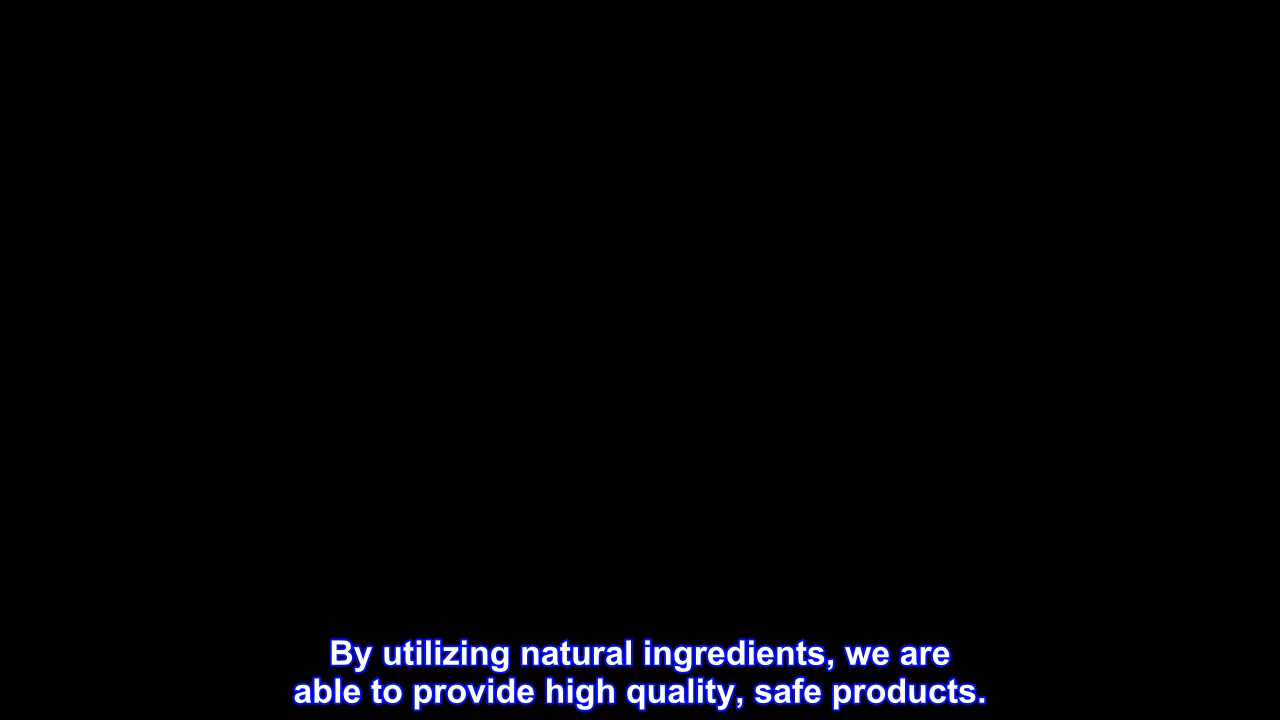 By utilizing natural ingredients, we are
able to provide high quality, safe products.